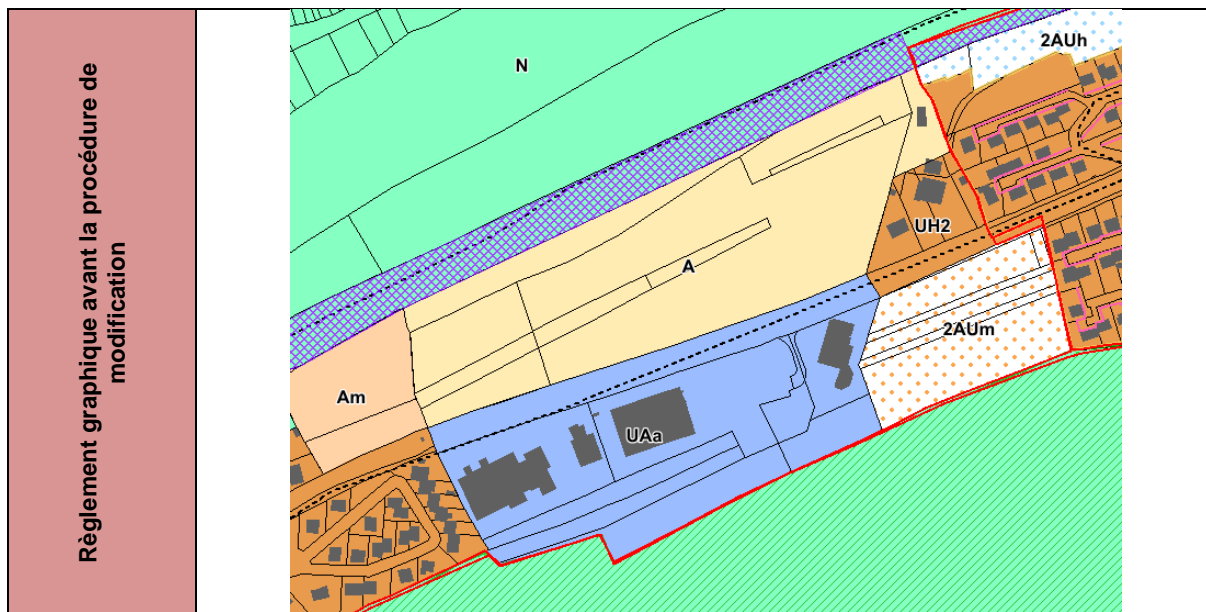 Règlement graphique avant la procédure de
modification
N
2AUh
UH2
A
2AUm
Am
UAa